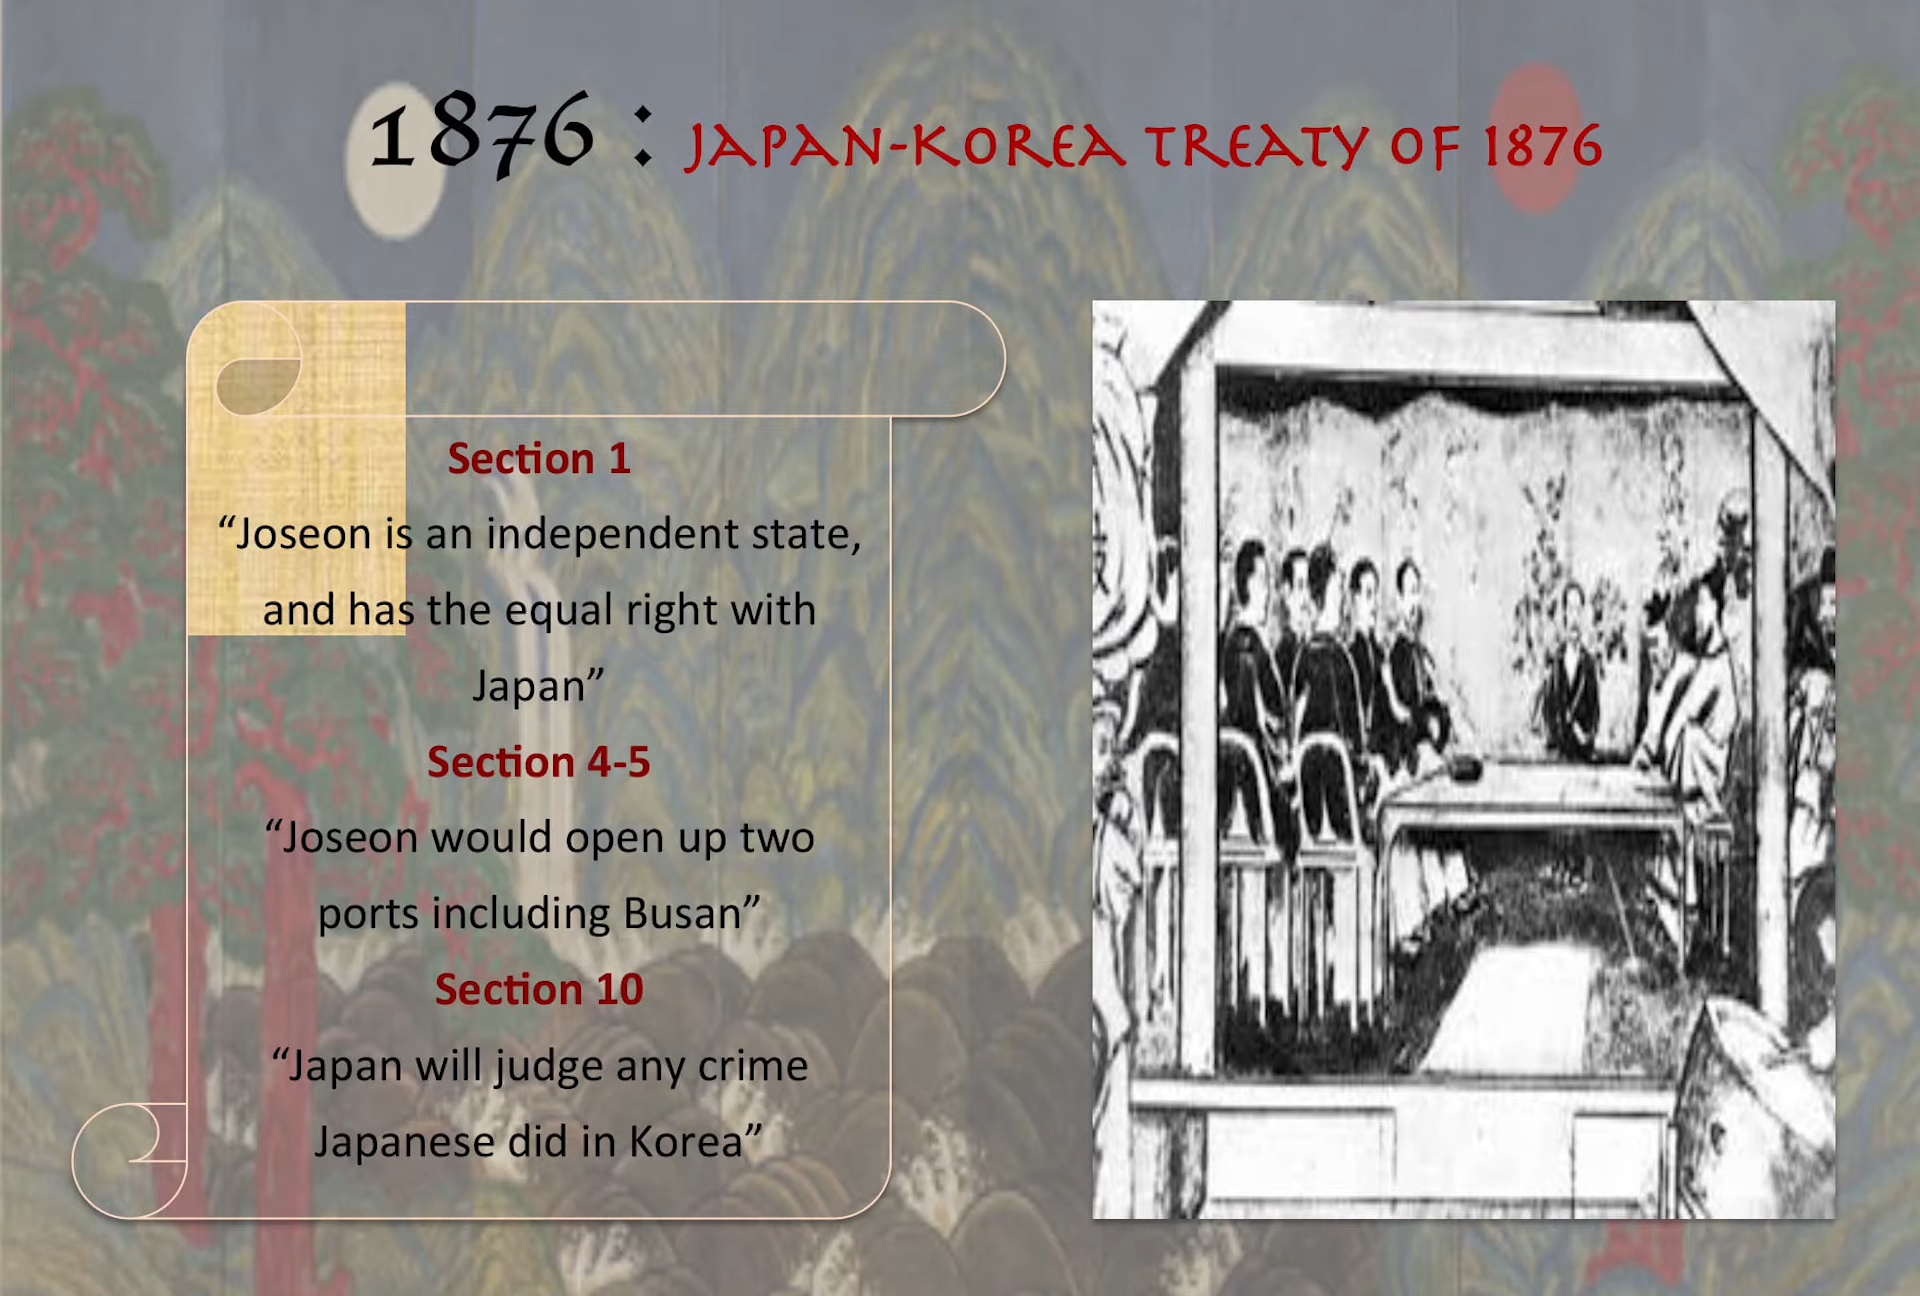 1876 : JAPAN-KOREA TREATY OF 1876
Section 1
“Joseon is an independent state,
and has the equal right with
Japan”
Section 4-5
“Joseon would open up two
ports including Busan”
Section 10
“Japan will judge any crime
Japanese did in Korea”